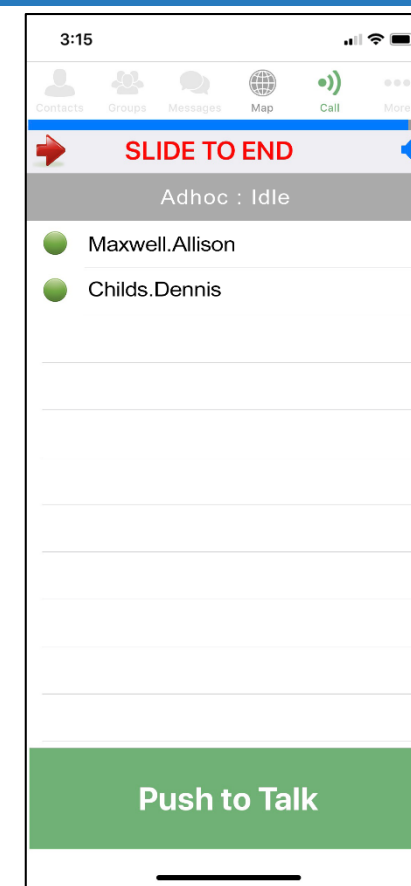 3:15
Contacts Groups Messages Map Call More
SLIDE TO END
Adhoc : Idle
Maxwell.Allison
Childs.Dennis
Push to Talk